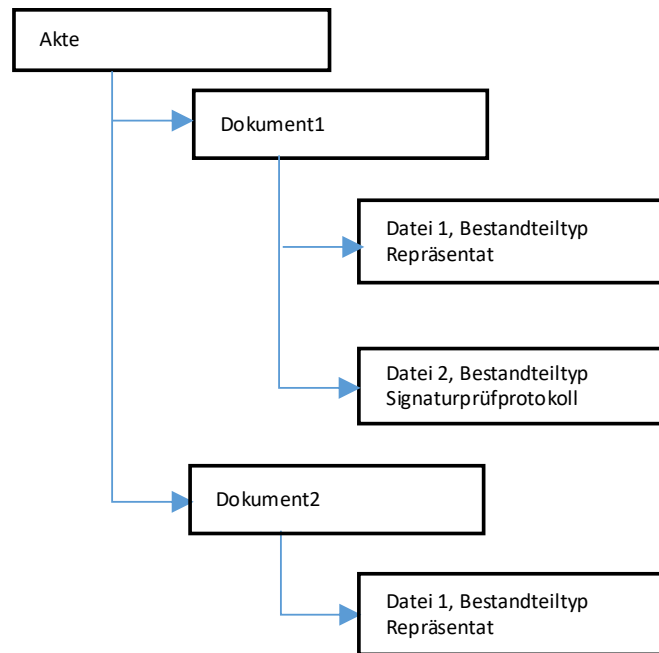 Akte
Dokument1
Datei 1, Bestandteiltyp
Repräsentat
Datei 2, Bestandteiltyp
Signaturprüfprotokoll
Dokument2
Datei 1, Bestandteiltyp
Repräsentat